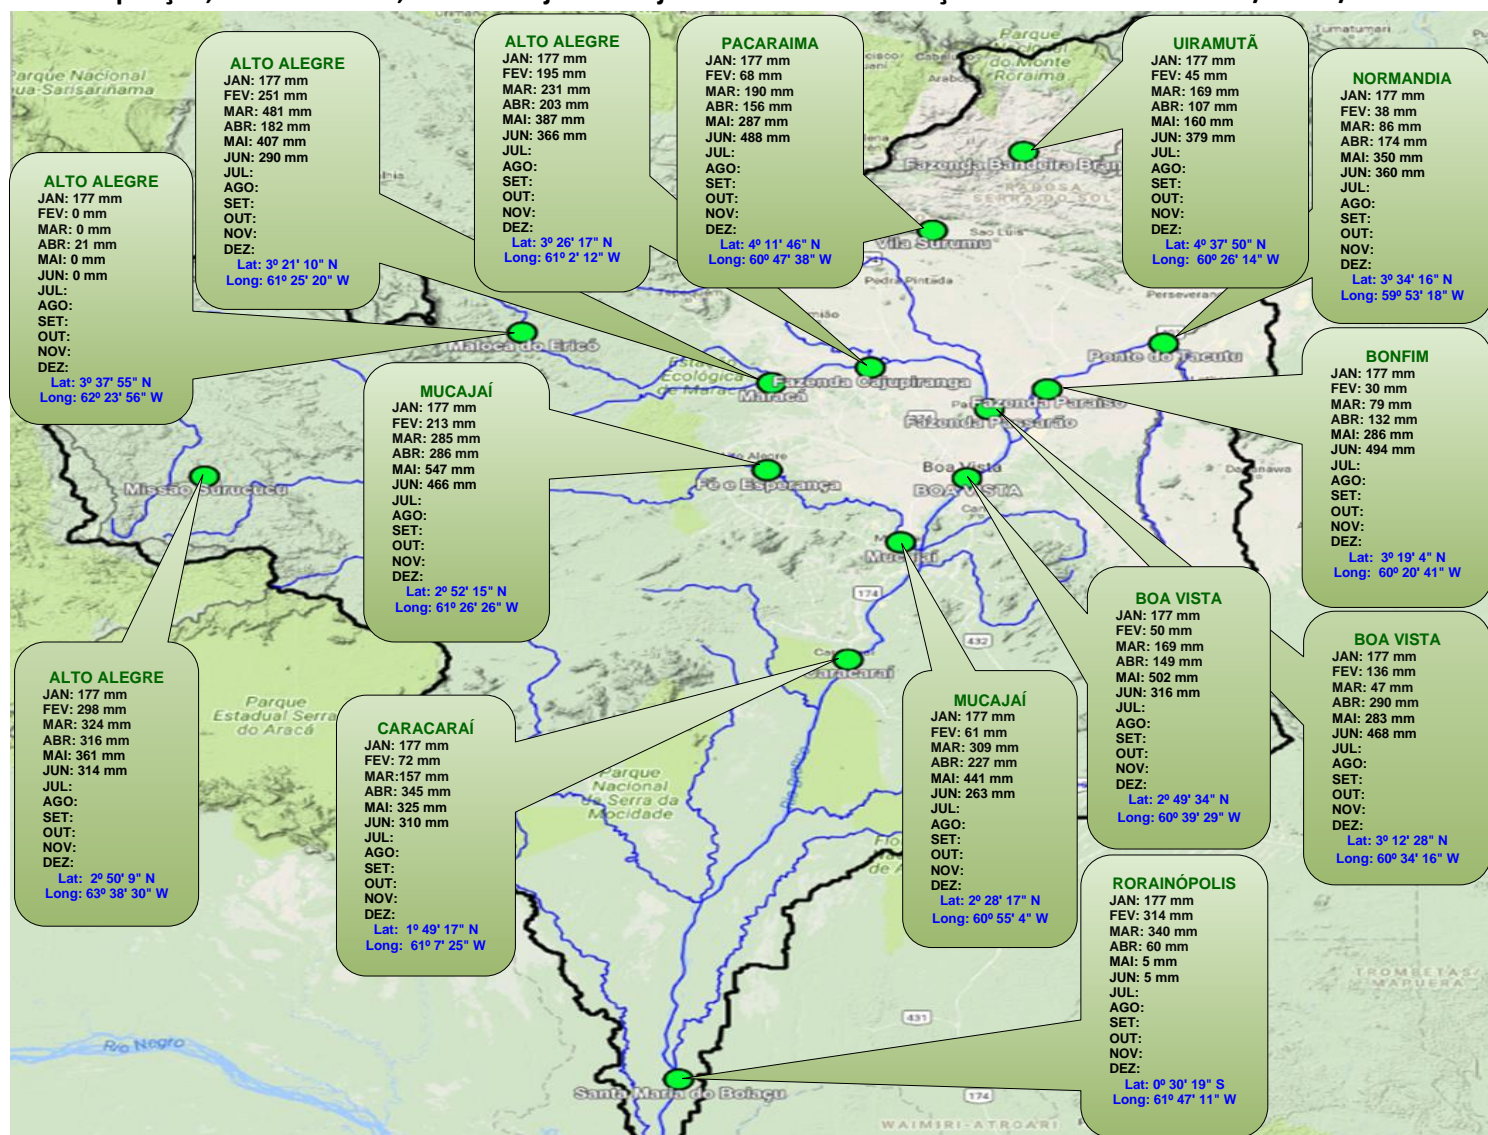 ALTO ALEGRE
JAN: 177 mm
FEV: 251 mm
MAR: 481 mm
ABR: 182 mm
MAI: 407 mm
JUN: 290 mm
JUL:
AGO:
SET:
OUT:
NOV:
DEZ:
Lat: 3º 21' 10" N
Long: 61º 25' 20" W
ALTO ALEGRE
JAN: 177 mm
FEV: 195 mm
MAR: 231 mm
ABR: 203 mm
MAI: 387 mm
JUN: 366 mm
JUL:
AGO:
SET:
OUT:
NOV:
DEZ:
Lat: 3º 26' 17" N
Long: 61º 2' 12" W
PACARAIMA
JAN: 177 mm
FEV: 68 mm
MAR: 190 mm
ABR: 156 mm
MAI: 287 mm
JUN: 488 mm
JUL:
AGO:
SET:
OUT:
NOV:
DEZ:
Lat: 4º 11' 46" N
Long: 60º 47' 38" W
UIRAMUTÃ
JAN: 177 mm
FEV: 45 mm
MAR: 169 mm
ABR: 107 mm
MAI: 160 mm
JUN: 379 mm
JUL:
AGO:
SET:
OUT:
NOV:
DEZ:
Lat: 4º 37' 50" N
Long: 60º 26' 14" W
NORMANDIA
JAN: 177 mm
FEV: 38 mm
MAR: 86 mm
ABR: 174 mm
MAI: 350 mm
JUN: 360 mm
JUL:
AGO:
SET:
OUT:
NOV:
DEZ:
Lat: 3º 34' 16" N
Long: 59º 53' 18" W
ALTO ALEGRE
JAN: 177 mm
FEV: 0 mm
MAR: 0 mm
ABR: 21 mm
MAI: 0 mm
JUN: 0 mm
JUL:
AGO:
SET:
OUT:
NOV:
DEZ:
Lat: 3º 37' 55" N
Long: 62º 23' 56" W
MUCAJAÍ
JAN: 177 mm
FEV: 213 mm
MAR: 285 mm
ABR: 286 mm
MAI: 547 mm
JUN: 466 mm
JUL:
AGO:
SET:
OUT:
NOV:
DEZ:
Lat: 2º 52' 15" N
Long: 61º 26' 26" W
BONFIM
JAN: 177 mm
FEV: 30 mm
MAR: 79 mm
ABR: 132 mm
MAI: 286 mm
JUN: 494 mm
JUL:
AGO:
SET:
OUT:
NOV:
DEZ:
Lat: 3º 19' 4" N
Long: 60º 20' 41" W
ALTO ALEGRE
JAN: 177 mm
FEV: 298 mm
MAR: 324 mm
ABR: 316 mm
MAI: 361 mm
JUN: 314 mm
JUL:
AGO:
SET:
OUT:
NOV:
DEZ:
Lat: 2º 50' 9" N
Long: 63º 38' 30" W
CARACARAÍ
JAN: 177 mm
FEV: 72 mm
MAR:157 mm
ABR: 345 mm
MAI: 325 mm
JUN: 310 mm
JUL:
AGO:
SET:
OUT:
NOV:
DEZ:
Lat: 1º 49' 17" N
Long: 61º 7' 25" W
MUCAJAÍ
JAN: 177 mm
FEV: 61 mm
MAR: 309 mm
ABR: 227 mm
MAI: 441 mm
JUN: 263 mm
JUL:
AGO:
SET:
OUT:
NOV:
DEZ:
Lat: 2º 28' 17" N
Long: 60º 55' 4" W
BOA VISTA
JAN: 177 mm
FEV: 50 mm
MAR: 169 mm
ABR: 149 mm
MAI: 502 mm
JUN: 316 mm
JUL:
AGO:
SET:
OUT:
NOV:
DEZ:
Lat: 2º 49' 34" N
Long: 60º 39' 29" W
BOA VISTA
JAN: 177 mm
FEV: 136 mm
MAR: 47 mm
ABR: 290 mm
MAI: 283 mm
JUN: 468 mm
JUL:
AGO:
SET:
OUT:
NOV:
DEZ:
Lat: 3º 12' 28" N
Long: 60º 34' 16" W
RORAINÓPOLIS
JAN: 177 mm
FEV: 314 mm
MAR: 340 mm
ABR: 60 mm
MAI: 5 mm
JUN: 5 mm
JUL:
AGO:
SET:
OUT:
NOV:
DEZ:
Lat: 0º 30' 19" S
Long: 61º 47' 11" W
Parque
do Monte
Roraima
Parque Nacional
Fazenda Bandeira
RAPOSA
SERRA DO SOL
Vila Surumu
Sao Luis
Pedra Pintada
Ponte do Tacutu
Maloca do Ericó
Ecológica
Maracá
Fazenda Cajupiranga
Fazenda Paraíso
Fazenda Passarão
Missão Surucucu
Alegre
Fé e Esperança
Boa Vista
BOA VISTA
Mucajaí
174
432
Caracaraí
Parque
Estadual Serra
do Aracá
Parque
Nacional
da Serra da
Mocidade
Rio Negro
431
174
Santa Maria do Boiaçu
WAIMIRI-ATROARI
TROMBETAS/
MAPUERA